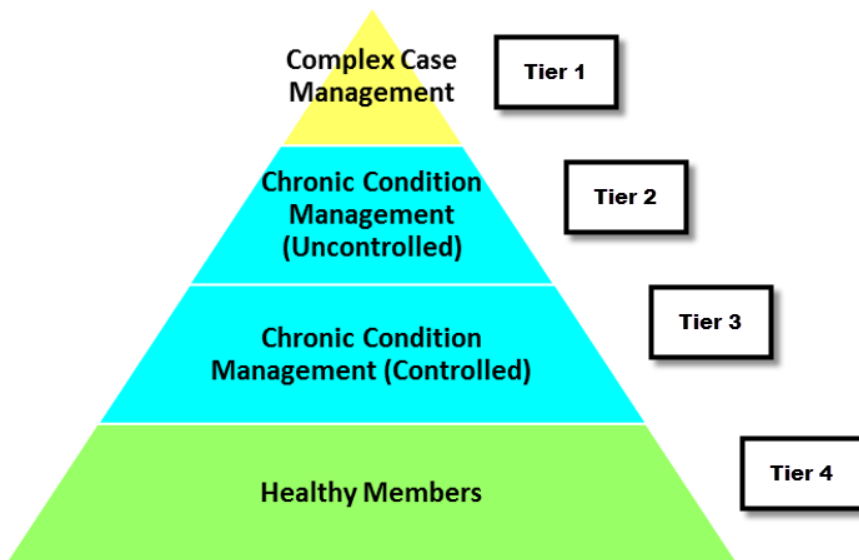 Complex Case
Management
Tier 1
Chronic Condition
Management
(Uncontrolled)
Tier 2
Chronic Condition
Management (Controlled)
Tier 3
Healthy Members
Tier 4